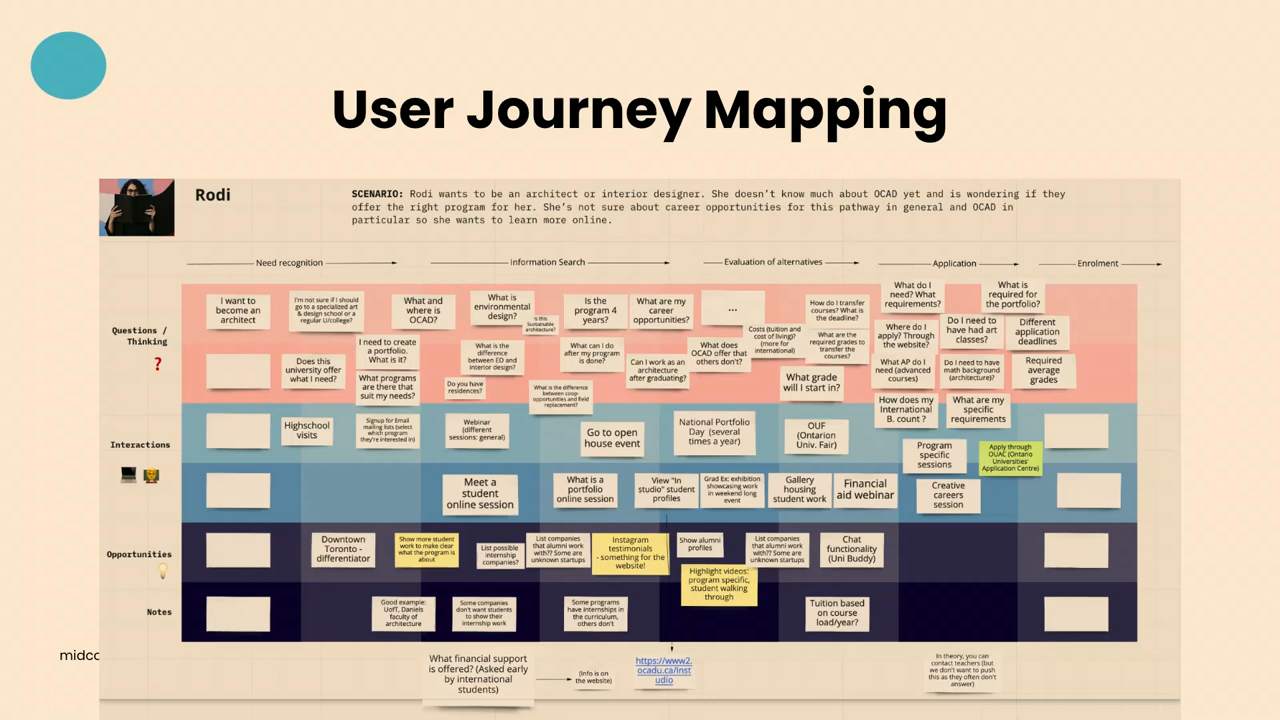 User Journey Mapping
Rodi
SCENARIO: Rodi wants to be an architect or interior designer. She doesn't know much about OCAD yet and is wondering if they
offer the right program for her. She's not sure about career opportunities for this pathway in general and OCAD in
particular so she wants to learn more online.
Need recognition
Information Search
Evaluation of alternatives
Application
Enrolment
Questions /
Thinking
I want to
become an
architect
I'm not sure if I should
go to a specialized art
& design school or a
regular U/college?
What and
where is
OCAD?
What is
environmental
design?
Is this
Sustainable
architecture?
Is the
program 4
years?
What are my
career
opportunities?
...
How do I transfer
courses? What is
the deadline?
What do I
need? What
requirements?
What is
required for
the portfolio?
Does this
university offer
what I need?
I need to create
a portfolio.
What is it?
What programs
are there that
suit my needs?
What is the
difference
between ED and
interior design?
Do you have
residences?
What can I do
after my program
is done?
What is the difference
between coop-
opportunities and field
replacement?
Can I work as an
architecture
after graduating?
What does
OCAD offer that
others don't?
Costs (tuition and
cost of living)?
(more for
international)
What are the
required grades to
transfer the
courses?
What grade
will I start in?
Where do I
apply? Through
the website?
Do I need to
have had art
classes?
Different
application
deadlines
What AP do I
need (advanced
courses)
Do I need to have
math background
(architecture)?
Required
average
grades
How does my
International
B. count ?
What are my
specific
requirements
Interactions
Highschool
visits
Signup for Email
mailing lists (select
which program
they're interested in)
Webinar
(different
sessions: general)
Go to open
house event
National Portfolio
Day (several
times a year)
OUF
(Ontarion
Univ. Fair)
Program
specific
sessions
Apply through
OUAC (Ontario
Universities'
Application Centre)
Meet a
student
online session
What is a
portfolio
online session
View "In
studio" student
profiles
Grad Ex: exhibition
showcasing work
in weekend long
event
Gallery
housing
student work
Financial
aid webinar
Creative
careers
session
Opportunities
Downtown
Toronto -
differentiator
Show more student
work to make clear
what the program is
about
List possible
internship
companies?
List companies
that alumni work
with?? Some are
unknown startups
Instagram
testimonials
- something for the
website!
Show alumni
profiles
Highlight videos:
program specific,
student walking
through
List companies
that alumni work
with?? Some are
unknown startups
Chat
functionality
(Uni Buddy)
Notes
Good example:
UofT, Daniels
faculty of
architecture
Some companies
don't want students
to show their
internship work
Some programs
have internships in
the curriculum,
others don't
Tuition based
on course
load/year?
midcc
What financial support
is offered? (Asked early
by international
students)
(Info is on
the website)
https://www2.
ocadu.ca/inst
udio
In theory, you can
contact teachers (but
we don't want to push
this as they often don't
answer)